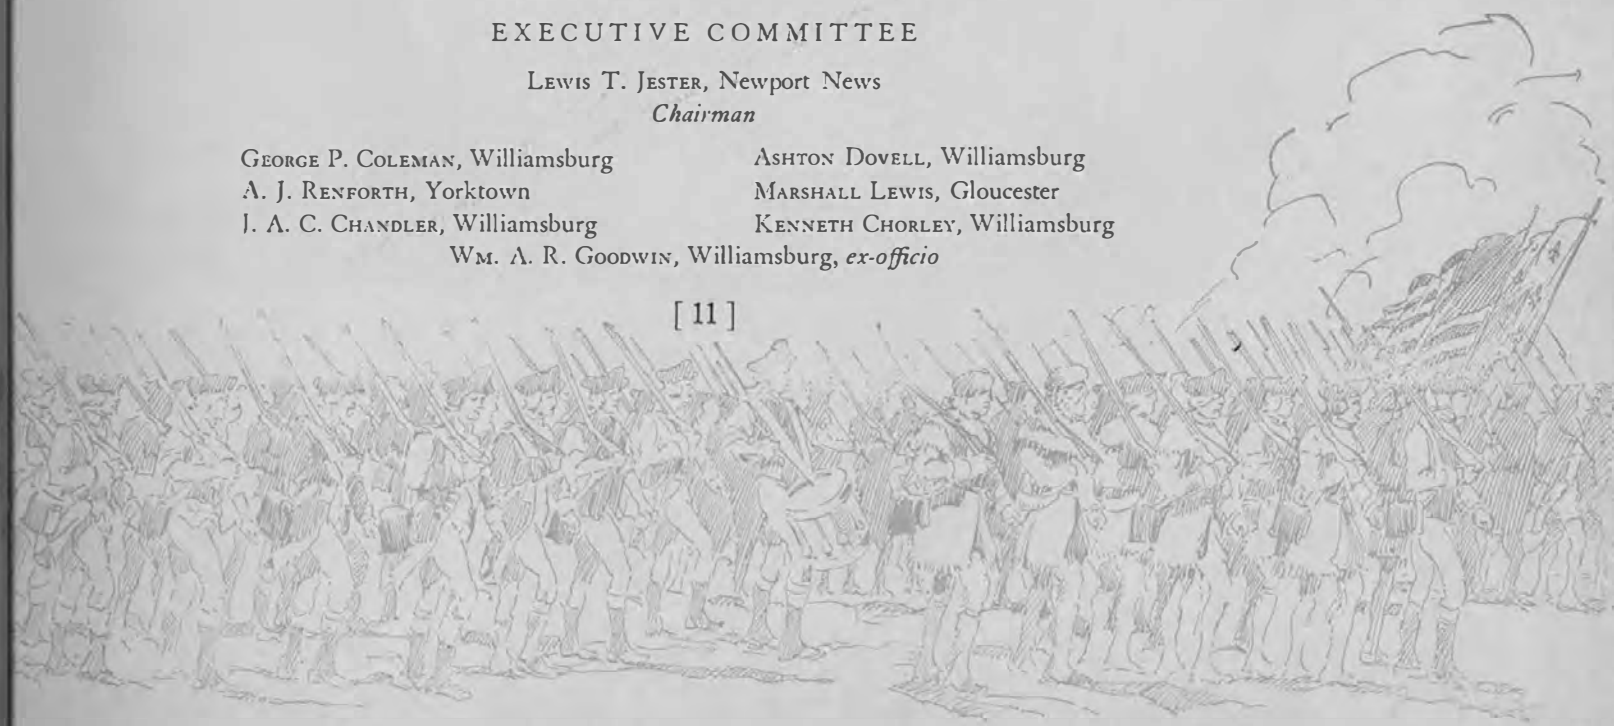 EXECUTIVE COMMITTEE
Lewis T. Jester, Newport News
Chairman
George P. Coleman, Williamsburg
A. J. Renforth, Yorktown
J. A. C. Chandler, Williamsburg
Ashton Dovell, Williamsburg
Marshall Lewis, Gloucester
Kenneth Chorley, Williamsburg
Wm. A. R. Goodwin, Williamsburg, ex-officio
[ 11 ]